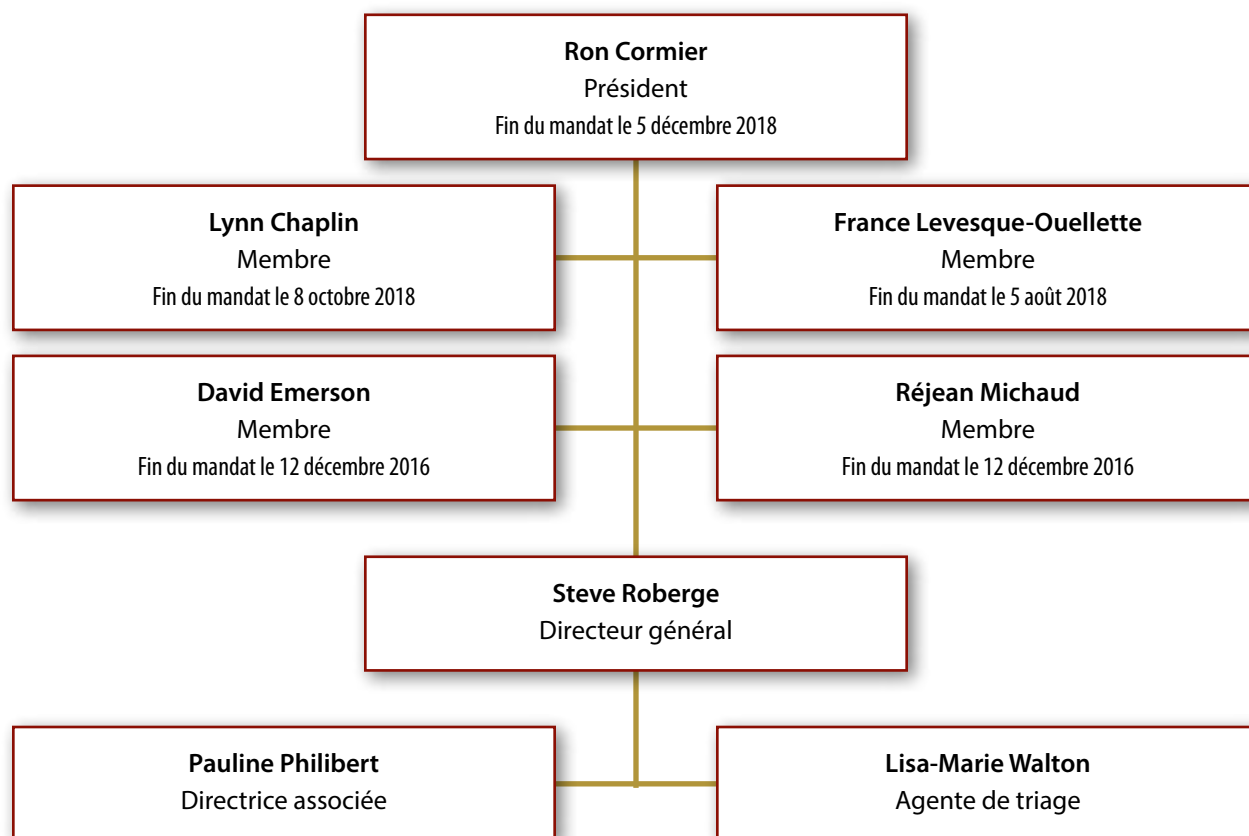 Ron Cormier
Président
Fin du mandat le 5 décembre 2018
Lynn Chaplin
Membre
Fin du mandat le 8 octobre 2018
France Levesque-Ouellette
Membre
Fin du mandat le 5 août 2018
David Emerson
Membre
Fin du mandat le 12 décembre 2016
Réjean Michaud
Membre
Fin du mandat le 12 décembre 2016
Steve Roberge
Directeur général
Pauline Philibert
Directrice associée
Lisa-Marie Walton
Agente de triage